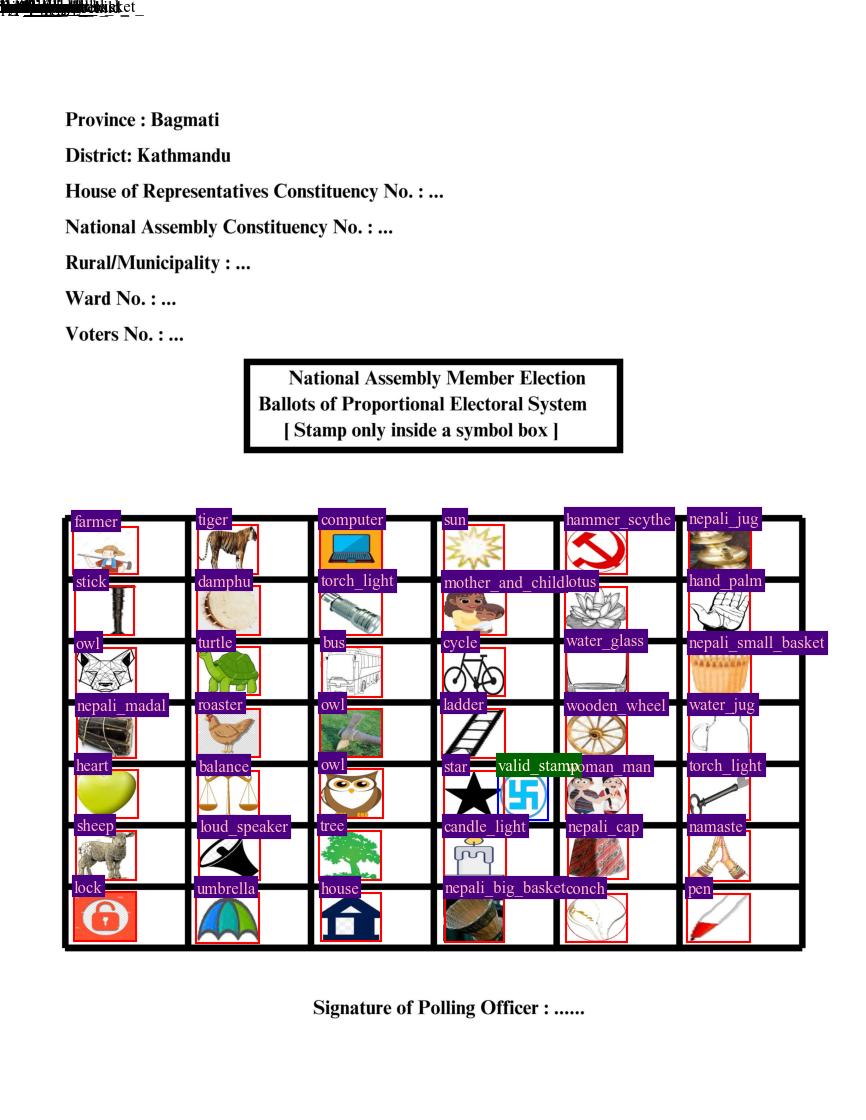 Province : Bagmati
District: Kathmandu
House of Representatives Constituency No. : ...
National Assembly Constituency No. : ...
Rural/Municipality : ...
Ward No. : ...
Voters No. : ...
National Assembly Member Election
Ballots of Proportional Electoral System
[ Stamp only inside a symbol box ]
farmer tiger computer sun hammer_scythe nepali_jug
stick damphu torch_light mother_and_child lotus hand_palm
owl turtle bus cycle water_glass nepali_small_basket
nepali_madal roaster owl ladder wooden_wheel water_jug
heart balance owl star valid_stamp oman_man torch_light
sheep loud_speaker tree candle_light nepali_cap namaste
lock umbrella house nepali_big_basket conch pen
Signature of Polling Officer : ......